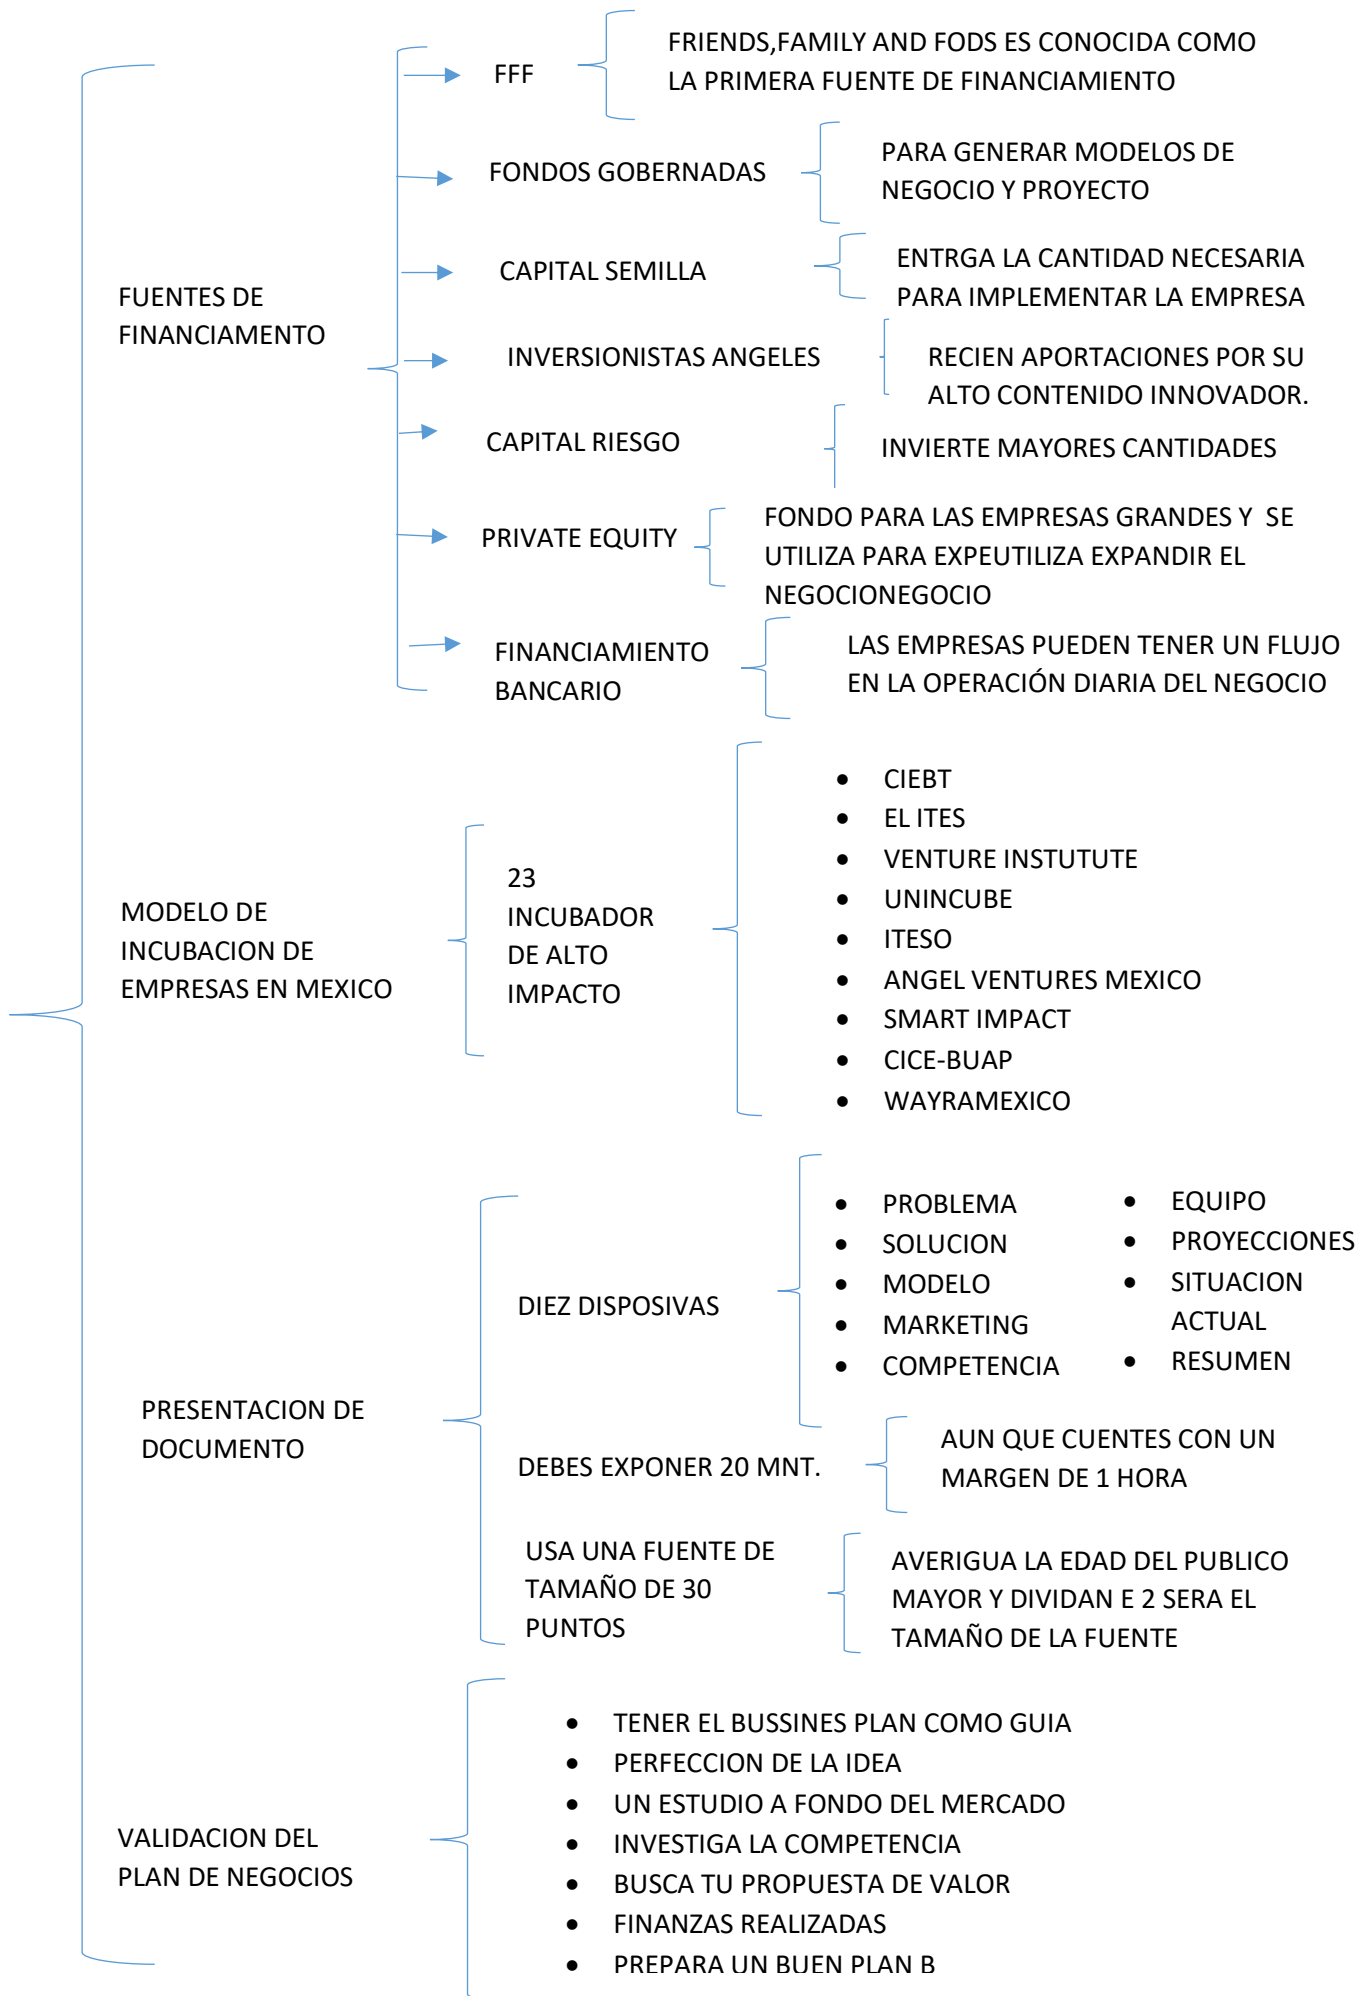 FUENTES DE
FINANCIAMENTO
FFF
FRIENDS,FAMILY AND FODS ES CONOCIDA COMO
LA PRIMERA FUENTE DE FINANCIAMIENTO
FONDOS GOBERNADAS
PARA GENERAR MODELOS DE
NEGOCIO Y PROYECTO
CAPITAL SEMILLA
ENTRGA LA CANTIDAD NECESARIA
PARA IMPLEMENTAR LA EMPRESA
INVERSIONISTAS ANGELES
RECIEN APORTACIONES POR SU
ALTO CONTENIDO INNOVADOR.
CAPITAL RIESGO
INVIERTE MAYORES CANTIDADES
PRIVATE EQUITY
FONDO PARA LAS EMPRESAS GRANDES Y SE
UTILIZA PARA EXPEUTILIZA EXPANDIR EL
NEGOCIONEGOCIO
FINANCIAMIENTO
BANCARIO
LAS EMPRESAS PUEDEN TENER UN FLUJO
EN LA OPERACIÓN DIARIA DEL NEGOCIO
MODELO DE
INCUBACION DE
EMPRESAS EN MEXICO
23
INCUBADOR
DE ALTO
IMPACTO
• CIEBT
• EL ITES
• VENTURE INSTUTUTE
• UNINCUBE
• ITESO
• ANGEL VENTURES MEXICO
• SMART IMPACT
• CICE-BUAP
• WAYRAMEXICO
PRESENTACION DE
DOCUMENTO
DIEZ DISPOSIVAS
• PROBLEMA
• SOLUCION
• MODELO
• MARKETING
• COMPETENCIA
• EQUIPO
• PROYECCIONES
• SITUACION
ACTUAL
• RESUMEN
DEBES EXPONER 20 MNT.
AUN QUE CUENTES CON UN
MARGEN DE 1 HORA
USA UNA FUENTE DE
TAMAÑO DE 30
PUNTOS
AVERIGUA LA EDAD DEL PUBLICO
MAYOR Y DIVIDAN E 2 SERA EL
TAMAÑO DE LA FUENTE
VALIDACION DEL
PLAN DE NEGOCIOS
• TENER EL BUSSINES PLAN COMO GUIA
• PERFECCION DE LA IDEA
• UN ESTUDIO A FONDO DEL MERCADO
• INVESTIGA LA COMPETENCIA
• BUSCA TU PROPUESTA DE VALOR
• FINANZAS REALIZADAS
• PREPARA UN BUEN PLAN B